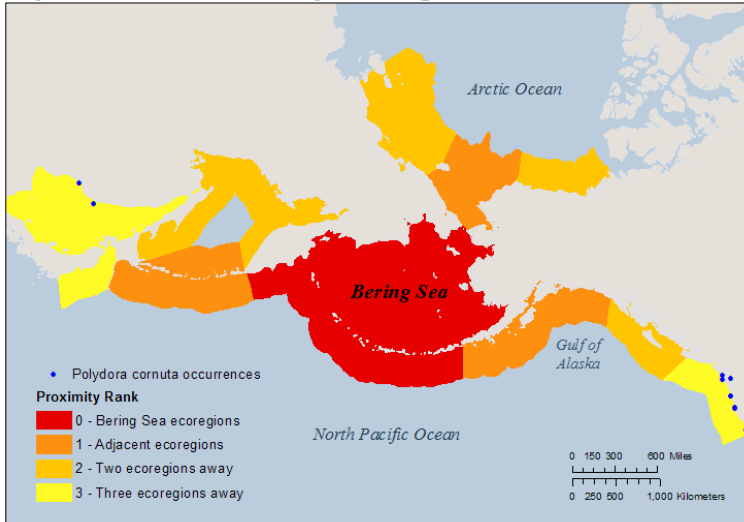 Arctic Ocean
Bering Sea
Gulf of
Alaska
North Pacific Ocean
Polydora cornuta occurrences
Proximity Rank
0 - Bering Sea ecoregions
1 - Adjacent ecoregions
2 - Two ecoregions away
3 - Three ecoregions away
0 150 300 600 Miles
0 250 500 1,000 Kilometers